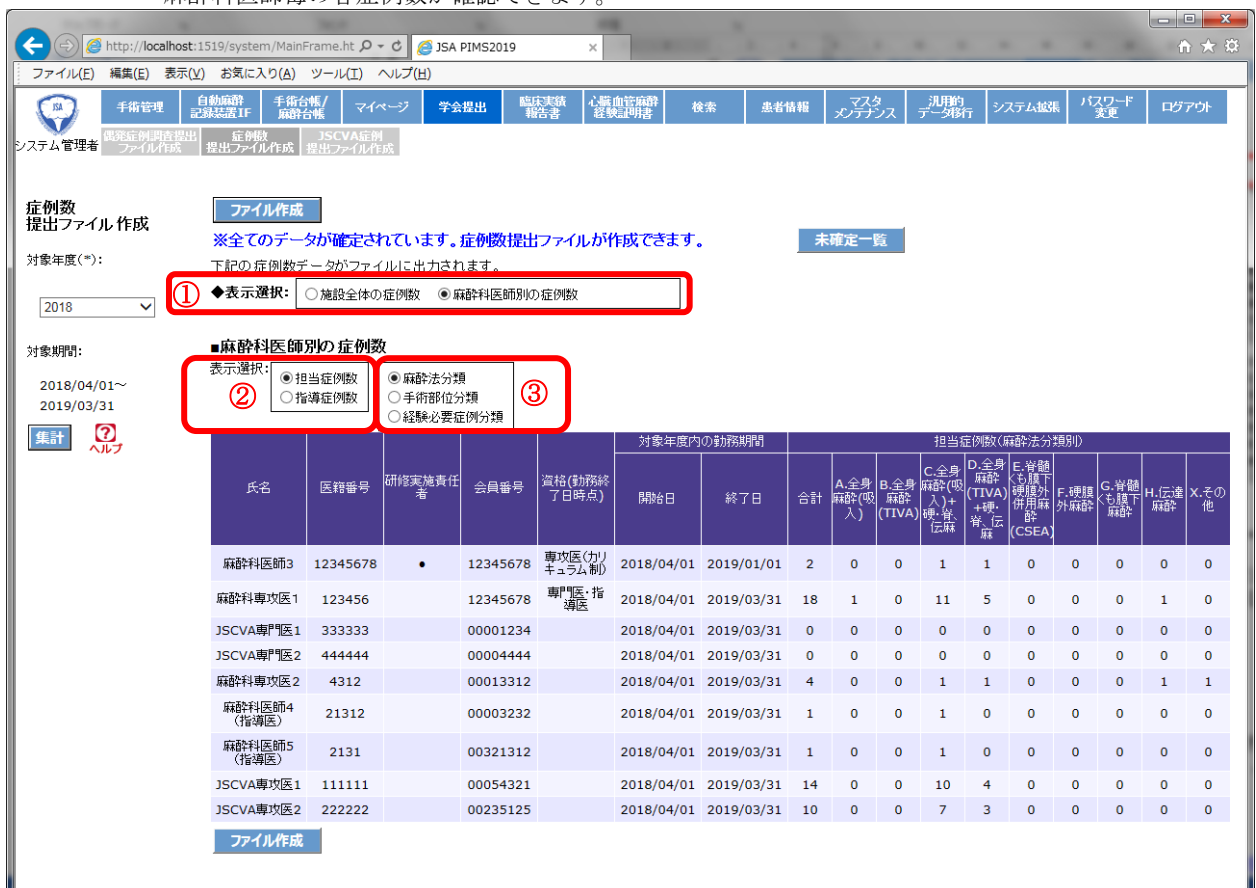 麻酔科医師毎の各症例数が確認できます。
http://localhost:1519/system/MainFrame.ht
JSA PIMS2019
ファイル(F) 編集(E) 表示(V) お気に入り(A) ツール(T) ヘルプ(H)
JSA
システム管理者
手術管理 自動麻酔記録装置IF 手術台帳/麻酔台帳 マイページ 学会提出 臨床実績報告書 心臓血管麻酔経験証明書 検索 患者情報 マスタメンテナンス 汎用的データ移行 システム拡張 パスワード変更 ログアウト
偶発症例調査提出ファイル作成 症例数提出ファイル作成 JSCVA症例提出ファイル作成
症例数
提出ファイル作成
対象年度(*):
2018
対象期間:
2018/04/01~
2019/03/31
集計 ?ヘルプ
ファイル作成
※全てのデータが確定されています。症例数提出ファイルが作成できます。
未確定一覧
下記の症例数データがファイルに出力されます。
① ◆表示選択: ○施設全体の症例数 ◉麻酔科医師別の症例数
■麻酔科医師別の症例数
表示選択:
② ◉担当症例数
○指導症例数
③ ◉麻酔法分類
○手術部位分類
○経験必要症例分類
対象年度内の勤務期間 担当症例数(麻酔法分類別)
氏名 医籍番号 研修実施責任者 会員番号 資格(勤務終了日時点) 開始日 終了日 合計 A.全身麻酔(吸入) B.全身麻酔(TIVA) C.全身麻酔(吸入)+硬・脊、伝麻 D.全身麻酔(TIVA)+硬・脊、伝麻 E.脊髄くも膜下硬膜外併用麻酔(CSEA) F.硬膜外麻酔 G.脊髄くも膜下麻酔 H.伝達麻酔 X.その他
麻酔科医師3 12345678 ● 12345678 専攻医(カリキュラム制) 2018/04/01 2019/01/01 2 0 0 1 1 0 0 0 0 0
麻酔科専攻医1 123456 12345678 専門医・指導医 2018/04/01 2019/03/31 18 1 0 11 5 0 0 0 1 0
JSCVA専門医1 333333 00001234 2018/04/01 2019/03/31 0 0 0 0 0 0 0 0 0 0
JSCVA専門医2 444444 00004444 2018/04/01 2019/03/31 0 0 0 0 0 0 0 0 0 0
麻酔科専攻医2 4312 00013312 2018/04/01 2019/03/31 4 0 0 1 1 0 0 0 1 1
麻酔科医師4(指導医) 21312 00003232 2018/04/01 2019/03/31 1 0 0 1 0 0 0 0 0 0
麻酔科医師5(指導医) 2131 00321312 2018/04/01 2019/03/31 1 0 0 1 0 0 0 0 0 0
JSCVA専攻医1 111111 00054321 2018/04/01 2019/03/31 14 0 0 10 4 0 0 0 0 0
JSCVA専攻医2 222222 00235125 2018/04/01 2019/03/31 10 0 0 7 3 0 0 0 0 0
ファイル作成